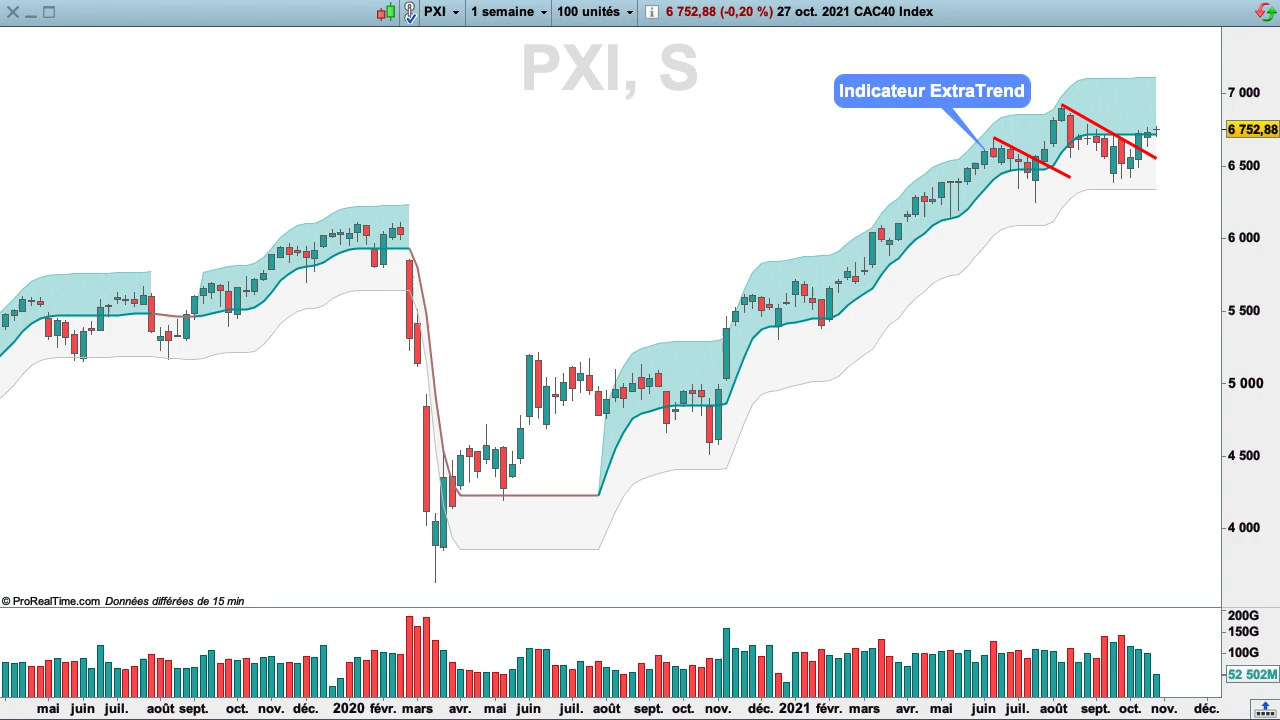 PXI 1 semaine 100 unités 6 752,88 (-0,20 %) 27 oct. 2021 CAC40 Index
PXI, S
Indicateur ExtraTrend
7 000
6 752,88
6 500
6 000
5 500
5 000
4 500
4 000
© ProRealTime.com Données différées de 15 min
200G
150G
100G
52 502M
mai juin juil. août sept. oct. nov. déc. 2020 févr. mars avr. mai juin juil. août sept. oct. nov. déc. 2021 févr. mars avr. mai juin juil. août sept. oct. nov. déc.